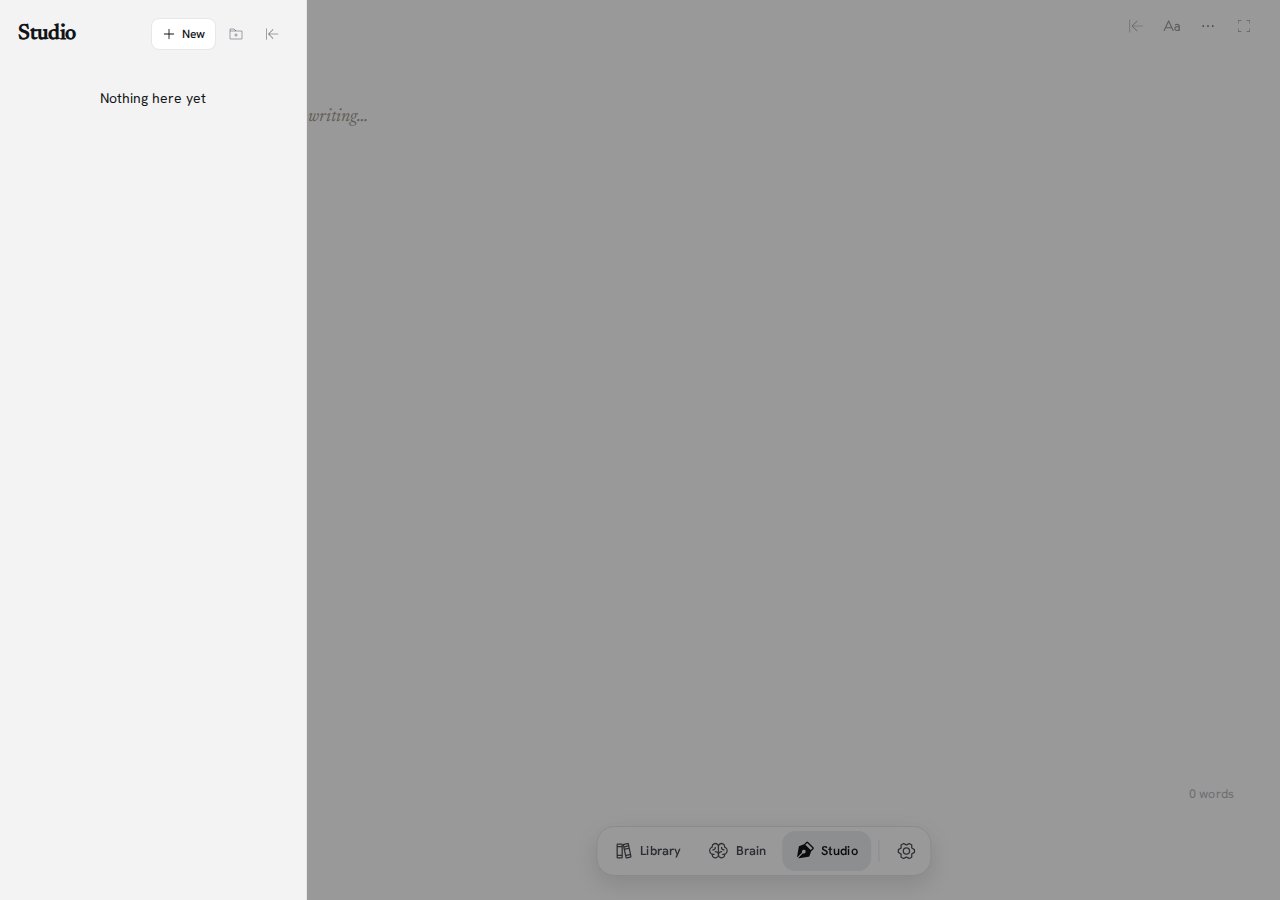 Studio
New
Aa
Nothing here yet
writing...
0 words
Library
Brain
Studio